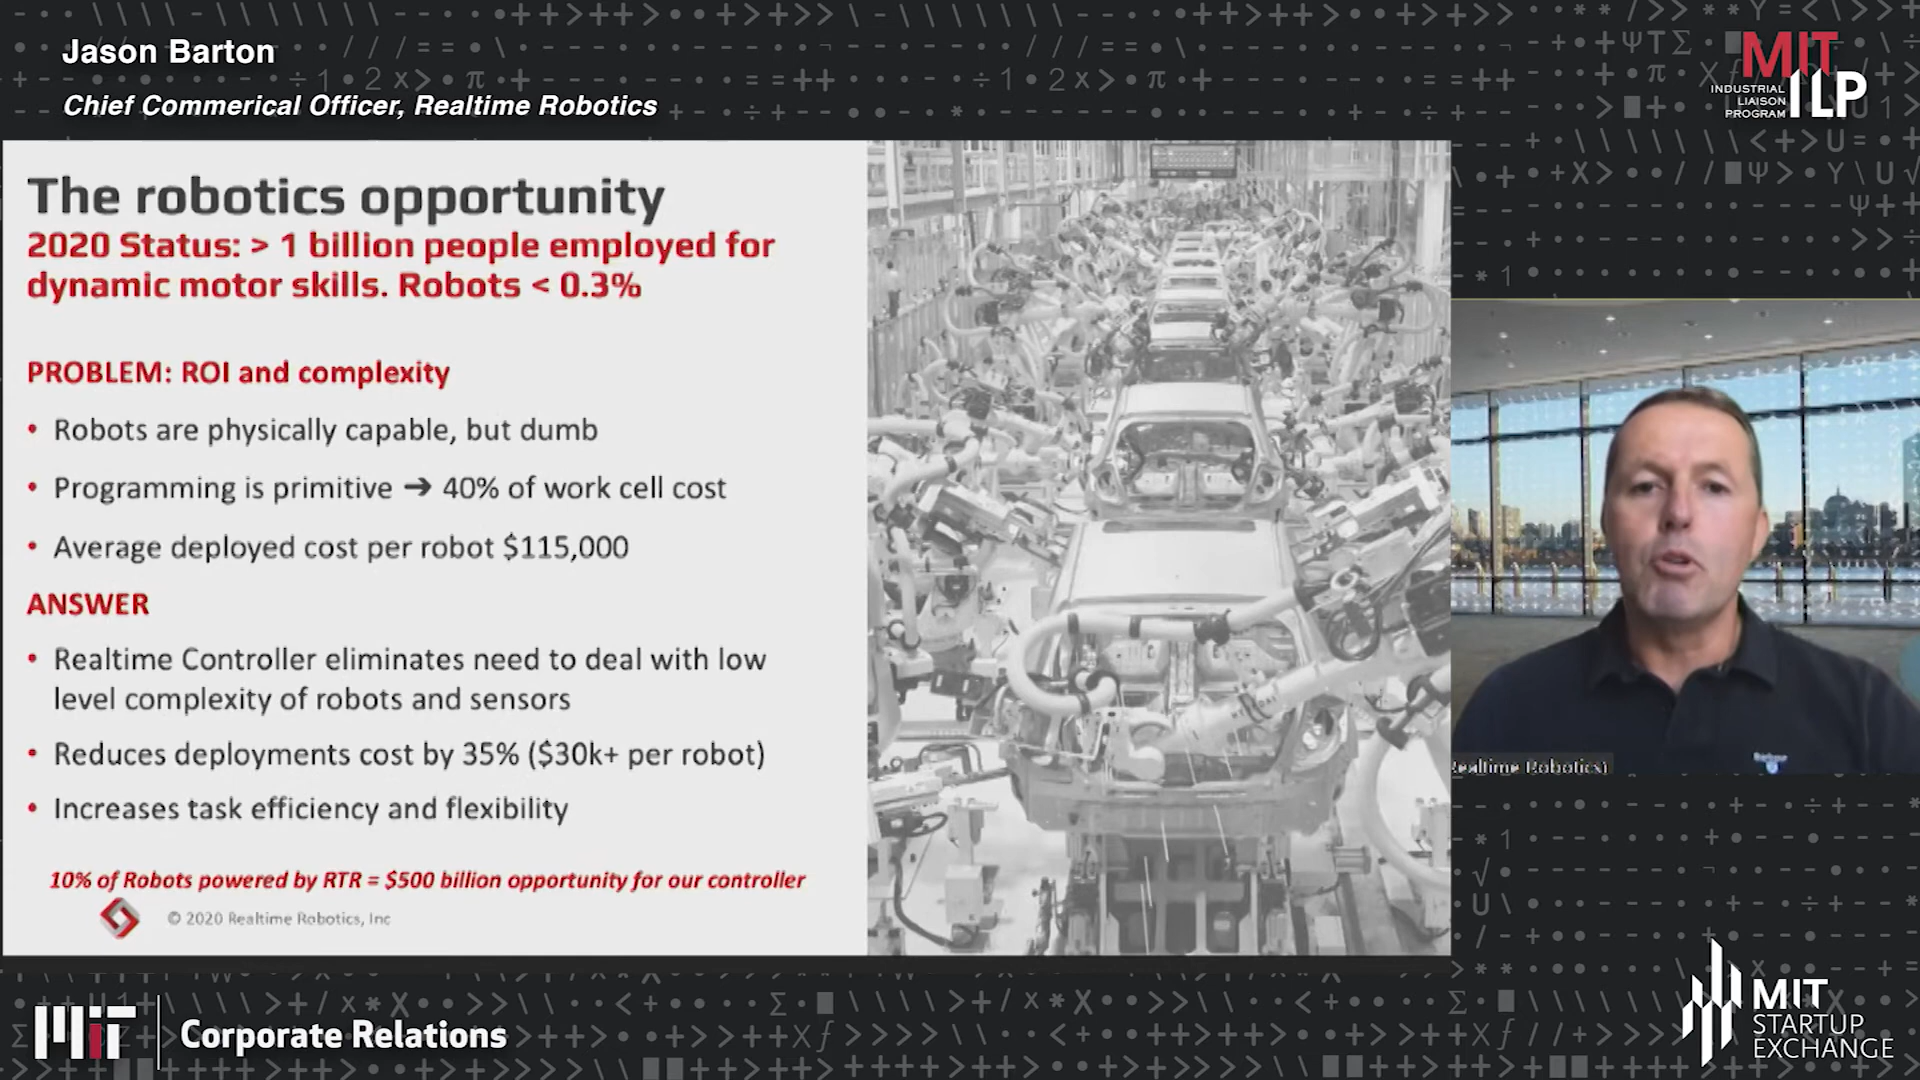 Jason Barton
Chief Commerical Officer, Realtime Robotics
MIT
ILP
INDUSTRIAL
LIAISON
PROGRAM
The robotics opportunity
2020 Status: > 1 billion people employed for
dynamic motor skills. Robots < 0.3%
PROBLEM: ROI and complexity
• Robots are physically capable, but dumb
• Programming is primitive ➔ 40% of work cell cost
• Average deployed cost per robot $115,000
ANSWER
• Realtime Controller eliminates need to deal with low
level complexity of robots and sensors
• Reduces deployments cost by 35% ($30k+ per robot)
• Increases task efficiency and flexibility
10% of Robots powered by RTR = $500 billion opportunity for our controller
© 2020 Realtime Robotics, Inc
Realtime Robotics)
MIT
Corporate Relations
MIT
STARTUP
EXCHANGE